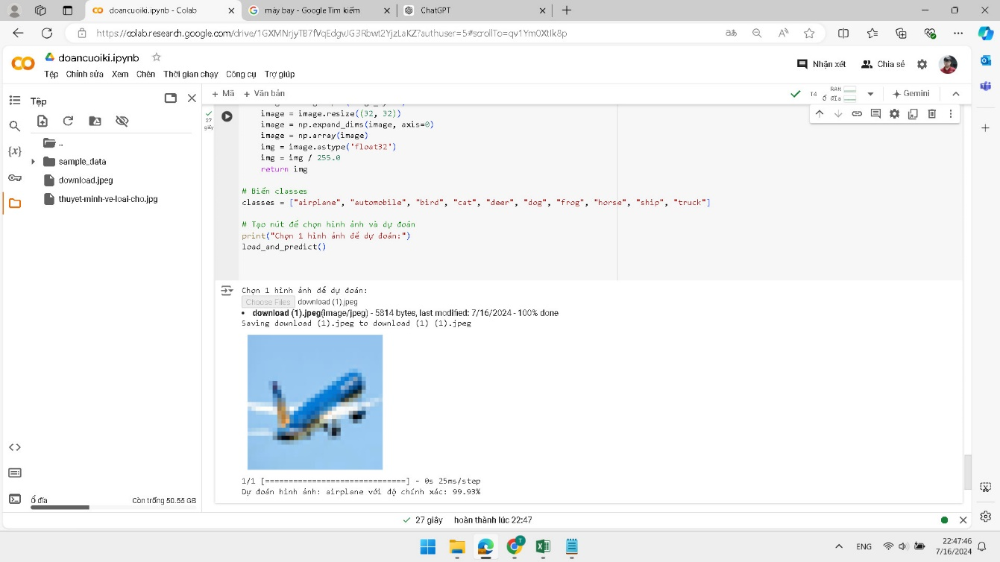 doancuoiki.ipynb - Colab
máy bay - Google Tìm kiếm
ChatGPT
https://colab.research.google.com/drive/1GXMNrjyTB7fVqEdgvJG3Rbwt2YjzLaKZ?authuser=5#scrollTo=qv1Ym0XtIk8p
doancuoiki.ipynb
Tệp Chỉnh sửa Xem Chèn Thời gian chạy Công cụ Trợ giúp
Nhận xét
Chia sẻ
Tệp
+ Mã + Văn bản
T4
RAM
Ổ đĩa
Gemini
..
sample_data
download.jpeg
thuyet-minh-ve-loai-cho.jpg
27
giây
image = image.resize((32, 32))
image = np.expand_dims(image, axis=0)
image = np.array(image)
img = image.astype('float32')
img = img / 255.0
return img
# Biến classes
classes = ["airplane", "automobile", "bird", "cat", "deer", "dog", "frog", "horse", "ship", "truck"]
# Tạo nút để chọn hình ảnh và dự đoán
print("Chọn 1 hình ảnh để dự đoán:")
load_and_predict()
Chọn 1 hình ảnh để dự đoán:
Choose Files download (1).jpeg
• download (1).jpeg(image/jpeg) - 5814 bytes, last modified: 7/16/2024 - 100% done
Saving download (1).jpeg to download (1) (1).jpeg
1/1 [==============================] - 0s 25ms/step
Dự đoán hình ảnh: airplane với độ chính xác: 99.93%
Ổ đĩa
Còn trống 50.55 GB
27 giây hoàn thành lúc 22:47
ENG
22:47:46
7/16/2024